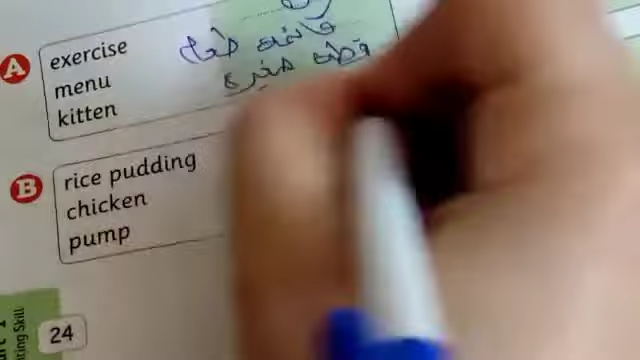 A
exercise
menu قائمة طعام
kitten قطة صغيرة
B
rice pudding
chicken
pump
24